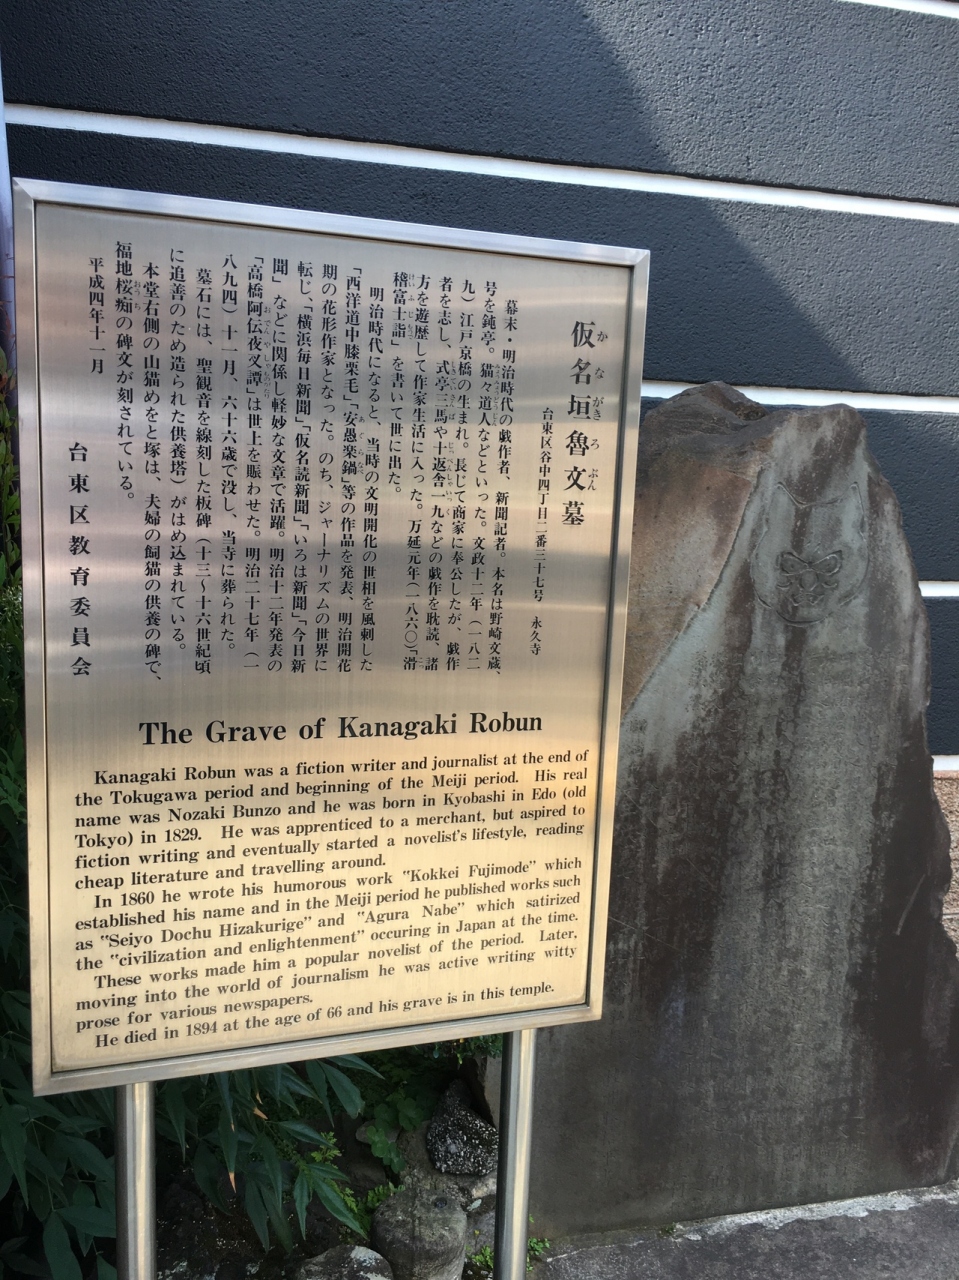 仮名垣魯文墓
台東区谷中四丁目二番三十七号　永久寺
幕末・明治時代の戯作者、新聞記者。本名は野崎文蔵、
号を鈍亭。猫々道人などといった。文政十二年（一八二
九）江戸京橋の生まれ。長じて商家に奉公したが、戯作
者を志し、式亭三馬や十返舎一九などの戯作を耽読、諸
方を遊歴して作家生活に入った。万延元年（一八六〇）「滑
稽富士詣」を書いて世に出た。
明治時代になると、当時の文明開化の世相を風刺した
「西洋道中膝栗毛」「安愚楽鍋」等の作品を発表、明治開花
期の花形作家となった。のち、ジャーナリズムの世界に
転じ、「横浜毎日新聞」「仮名読新聞」「いろは新聞」「今日新
聞」などに関係、軽妙な文章で活躍。明治十二年発表の
「高橋阿伝夜叉譚」は世上を賑わせた。明治二十七年（一
八九四）十一月、六十六歳で没し、当寺に葬られた。
墓石には、聖観音を線刻した板碑（十三〜十六世紀頃
に追善のため造られた供養塔）がはめ込まれている。
本堂右側の山猫めをと塚は、夫婦の飼猫の供養の碑で、
福地桜痴の碑文が刻されている。
平成四年十一月
台東区教育委員会
The Grave of Kanagaki Robun
Kanagaki Robun was a fiction writer and journalist at the end of
the Tokugawa period and beginning of the Meiji period. His real
name was Nozaki Bunzo and he was born in Kyobashi in Edo (old
Tokyo) in 1829. He was apprenticed to a merchant, but aspired to
fiction writing and eventually started a novelist's lifestyle, reading
cheap literature and travelling around.
In 1860 he wrote his humorous work "Kokkei Fujimode" which
established his name and in the Meiji period he published works such
as "Seiyo Dochu Hizakurige" and "Agura Nabe" which satirized
the "civilization and enlightenment" occuring in Japan at the time.
These works made him a popular novelist of the period. Later,
moving into the world of journalism he was active writing witty
prose for various newspapers.
He died in 1894 at the age of 66 and his grave is in this temple.